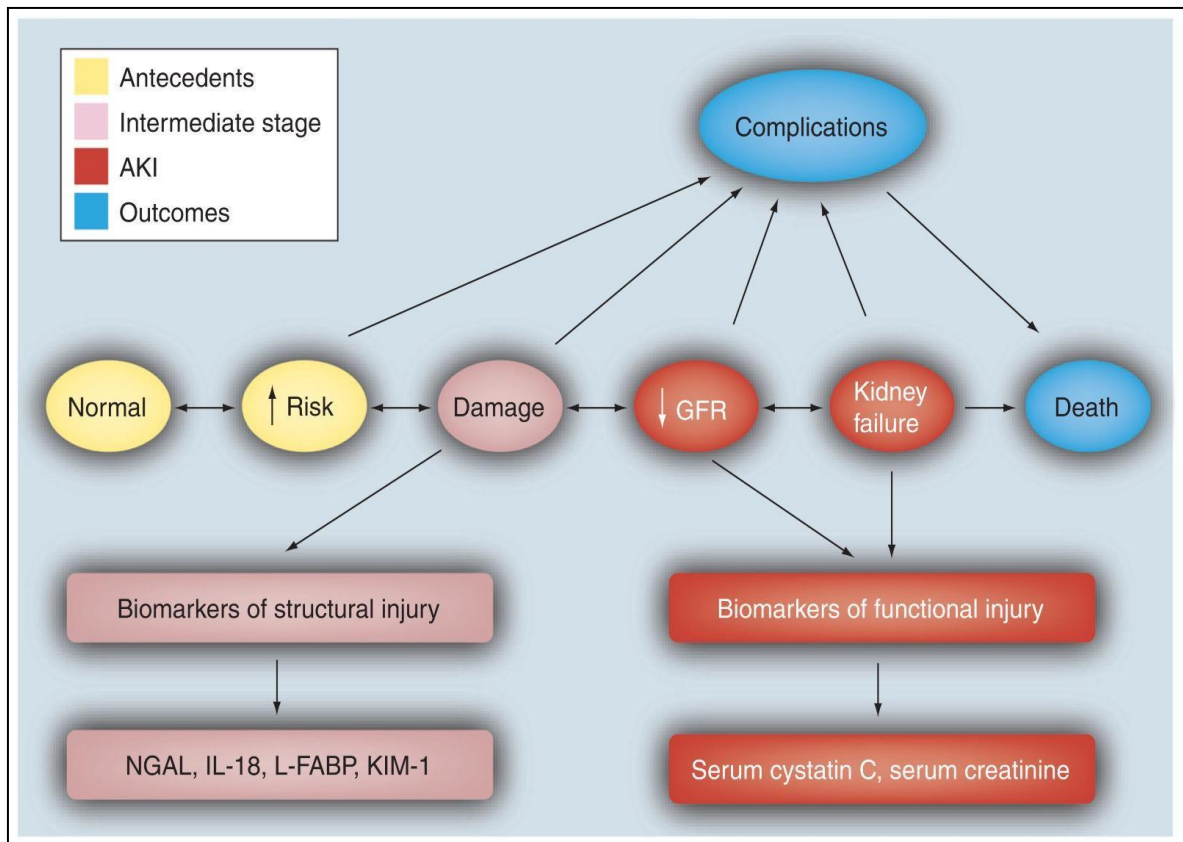 Antecedents
Intermediate stage
AKI
Outcomes
Complications
Normal
↑ Risk
Damage
↓ GFR
Kidney
failure
Death
Biomarkers of structural injury
Biomarkers of functional injury
NGAL, IL-18, L-FABP, KIM-1
Serum cystatin C, serum creatinine